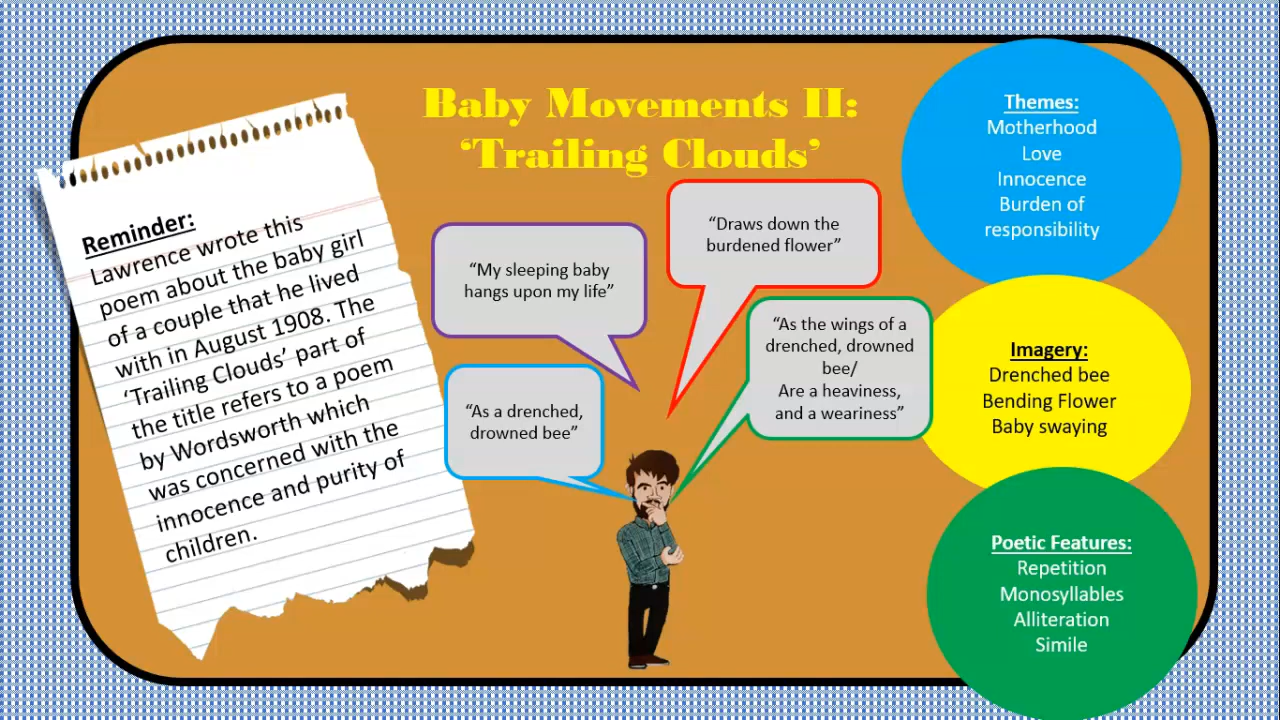 Baby Movements II:
‘Trailing Clouds’
Reminder:
Lawrence wrote this
poem about the baby girl
of a couple that he lived
with in August 1908. The
‘Trailing Clouds’ part of
the title refers to a poem
by Wordsworth which
was concerned with the
innocence and purity of
children.
“My sleeping baby
hangs upon my life”
“Draws down the
burdened flower”
“As a drenched,
drowned bee”
“As the wings of a
drenched, drowned
bee/
Are a heaviness,
and a weariness”
Themes:
Motherhood
Love
Innocence
Burden of
responsibility
Imagery:
Drenched bee
Bending Flower
Baby swaying
Poetic Features:
Repetition
Monosyllables
Alliteration
Simile